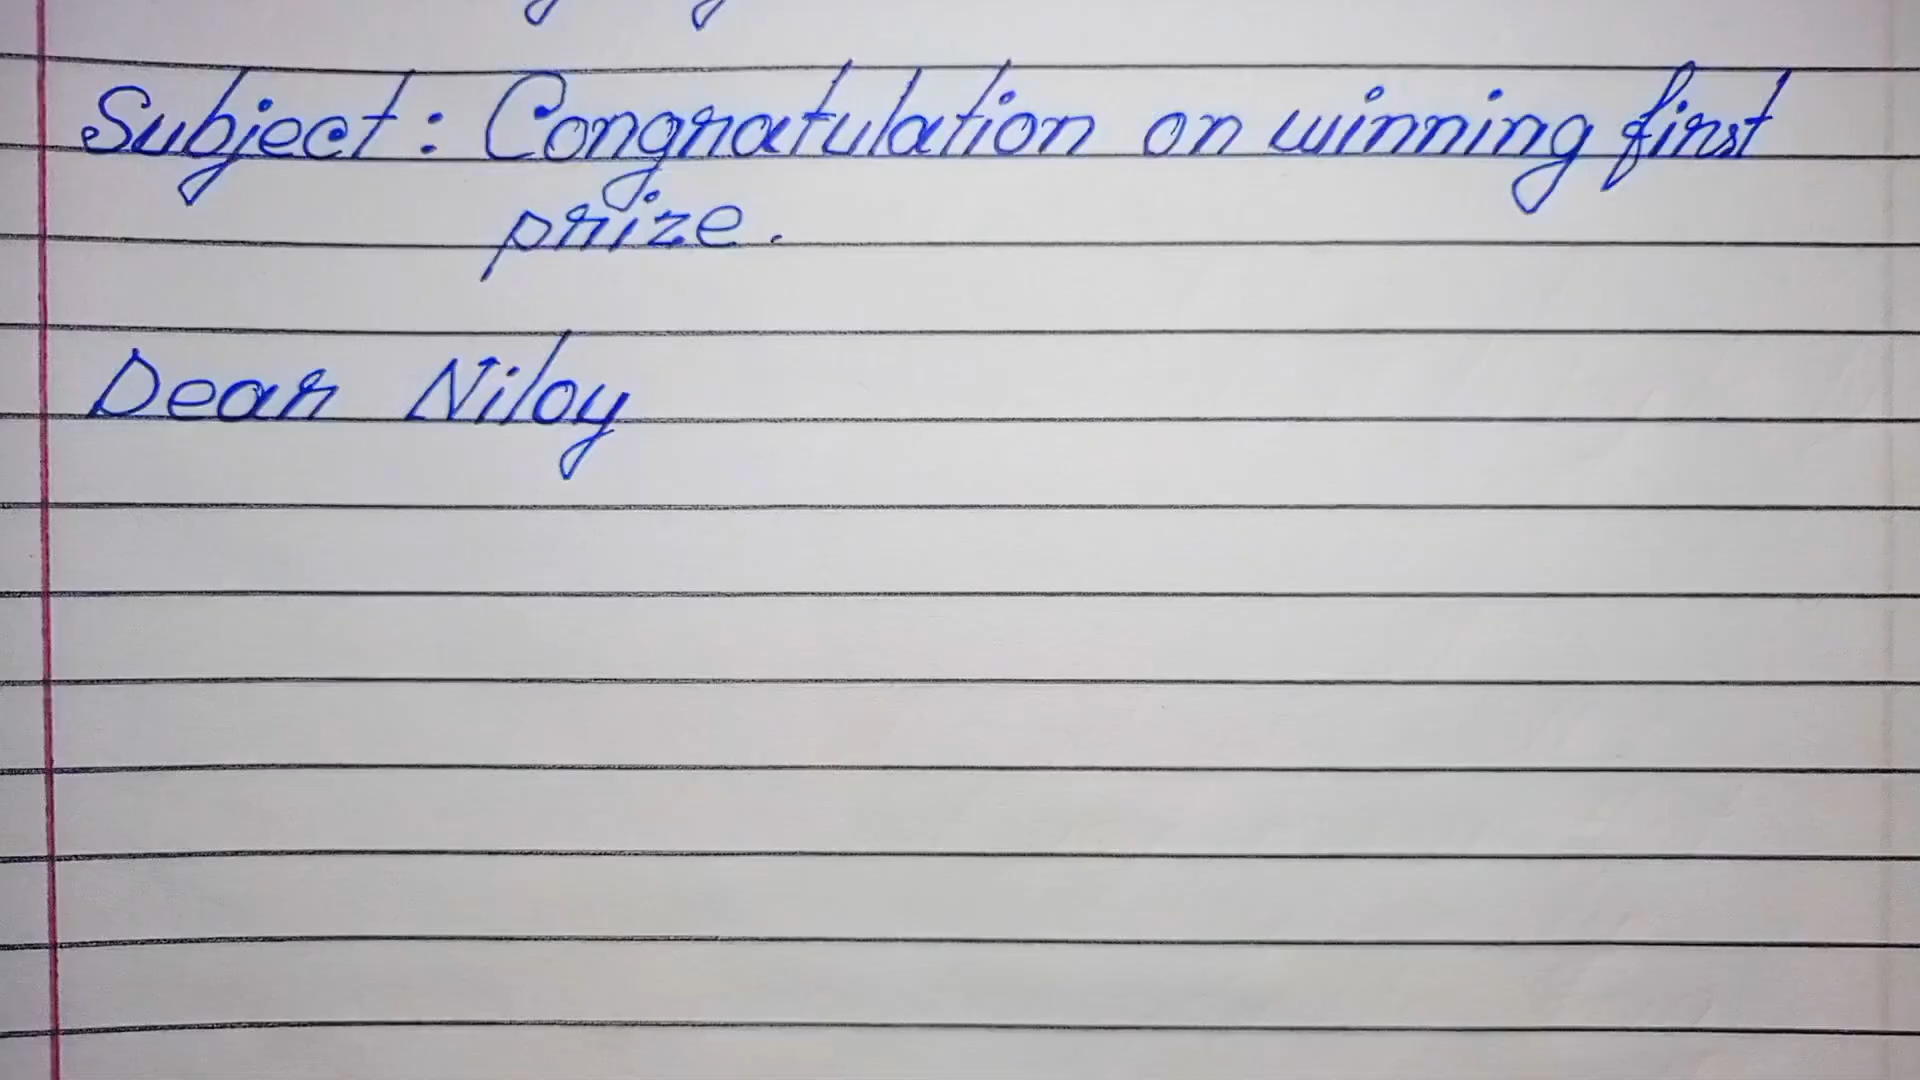 Subject: Congratulation on winning first
prize.
Dear Niloy